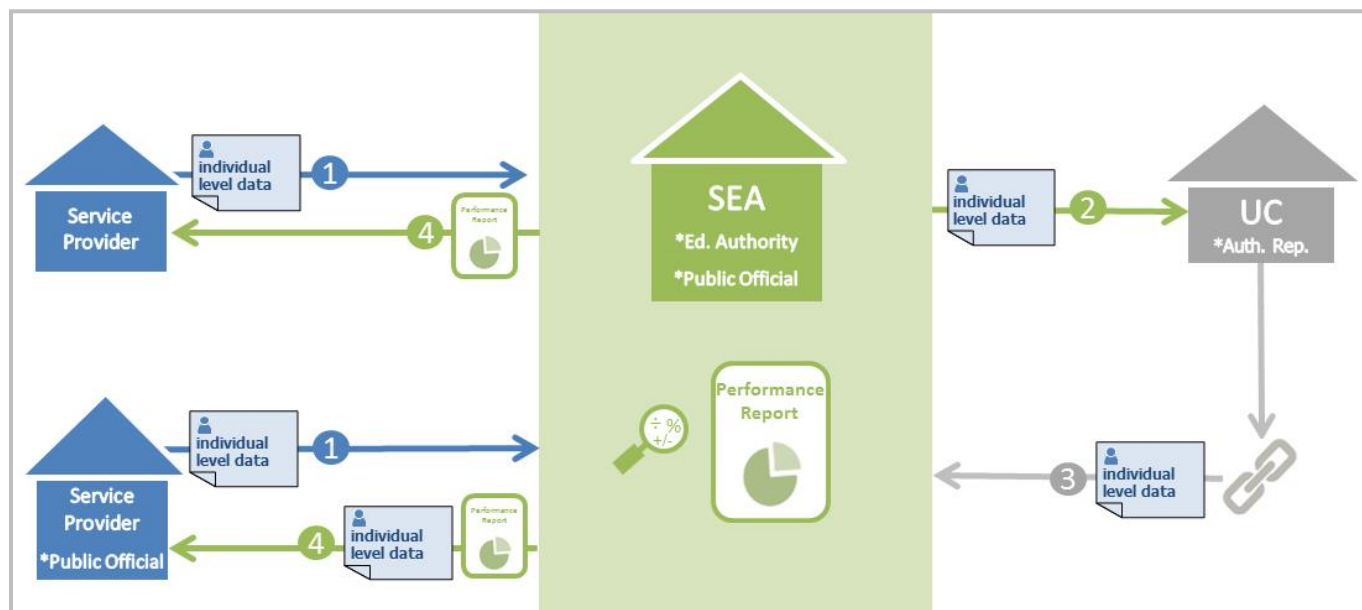 individual
level data
1
Service
Provider
4
Performance
Report
SEA
*Ed. Authority
*Public Official
individual
level data
2
UC
*Auth. Rep.
individual
level data
1
Service
Provider
*Public Official
4
individual
level data
Performance
Report
÷ %
+/-
Performance
Report
3
individual
level data